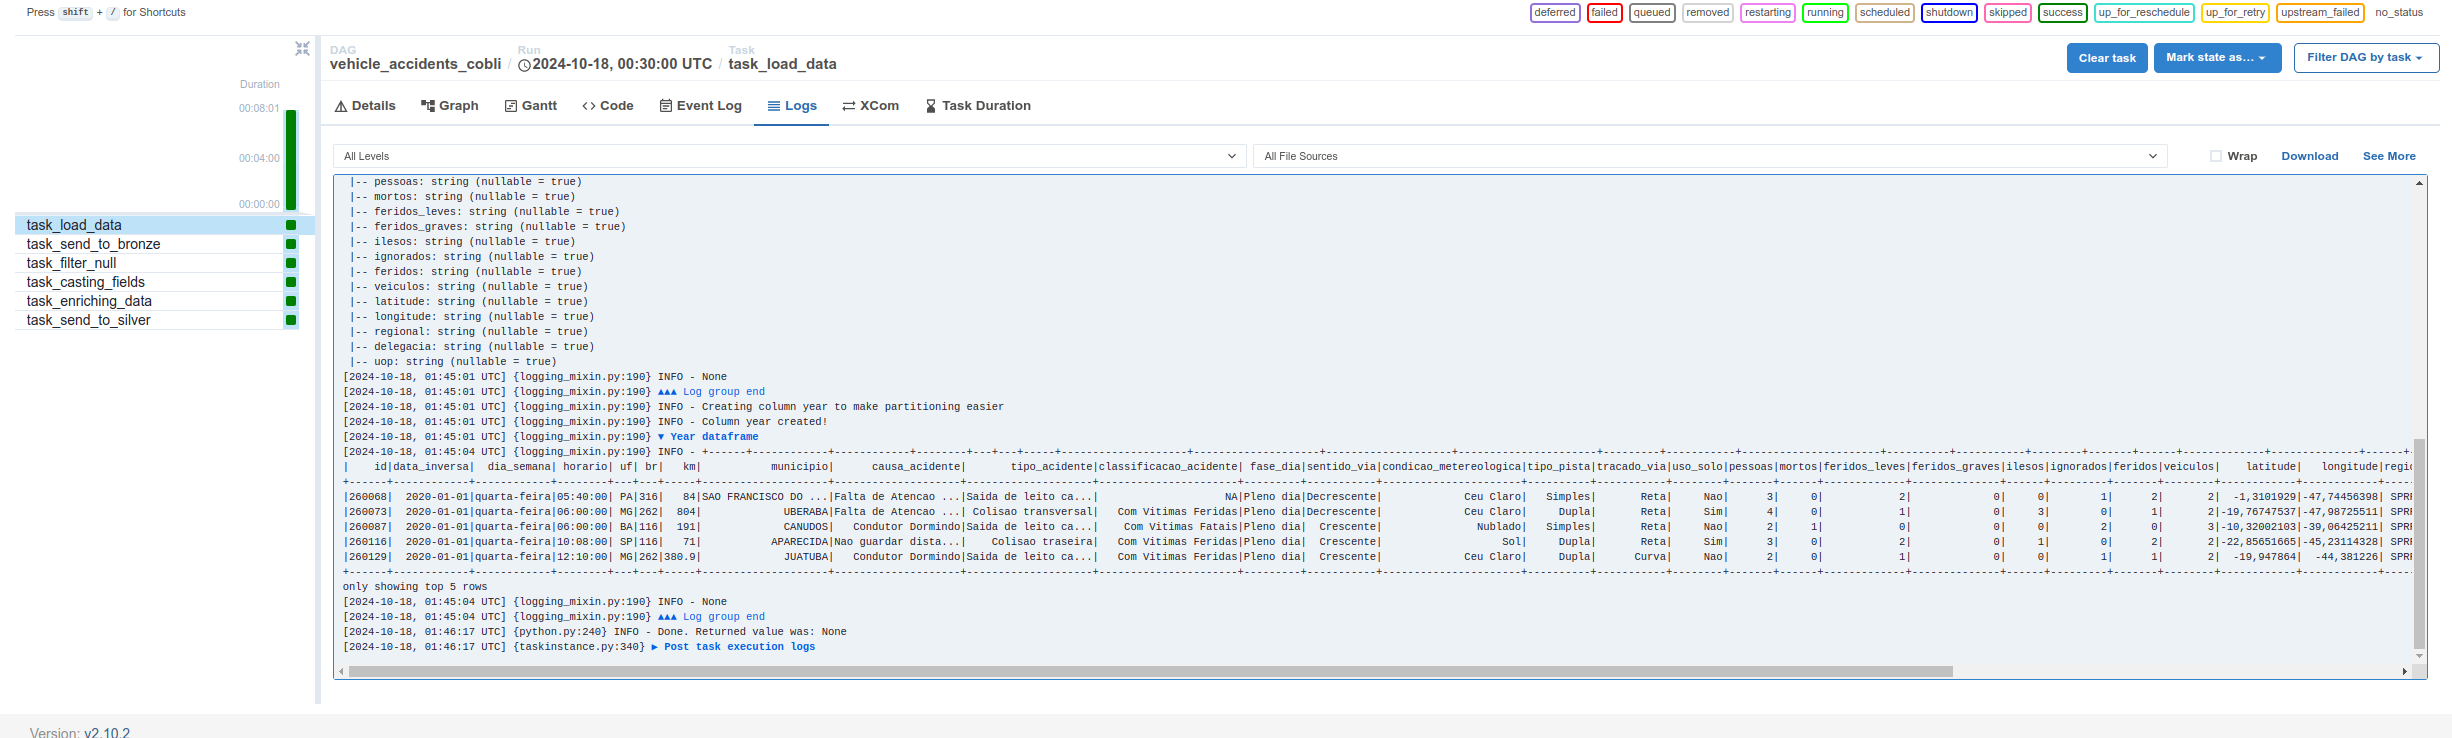 Press shift + / for Shortcuts
deferred failed queued removed restarting running scheduled shutdown skipped success up_for_reschedule up_for_retry upstream_failed no_status
DAG
vehicle_accidents_cobli
/
Run
2024-10-18, 00:30:00 UTC
/
Task
task_load_data
Clear task
Mark state as...
Filter DAG by task
Duration
00:08:01
00:04:00
00:00:00
task_load_data
task_send_to_bronze
task_filter_null
task_casting_fields
task_enriching_data
task_send_to_silver
Details Graph Gantt Code Event Log Logs XCom Task Duration
All Levels
All File Sources
Wrap Download See More
|-- pessoas: string (nullable = true)
|-- mortos: string (nullable = true)
|-- feridos_leves: string (nullable = true)
|-- feridos_graves: string (nullable = true)
|-- ilesos: string (nullable = true)
|-- ignorados: string (nullable = true)
|-- feridos: string (nullable = true)
|-- veiculos: string (nullable = true)
|-- latitude: string (nullable = true)
|-- longitude: string (nullable = true)
|-- regional: string (nullable = true)
|-- delegacia: string (nullable = true)
|-- uop: string (nullable = true)
[2024-10-18, 01:45:01 UTC] {logging_mixin.py:190} INFO - None
[2024-10-18, 01:45:01 UTC] {logging_mixin.py:190} ▲▲▲ Log group end
[2024-10-18, 01:45:01 UTC] {logging_mixin.py:190} INFO - Creating column year to make partitioning easier
[2024-10-18, 01:45:01 UTC] {logging_mixin.py:190} INFO - Column year created!
[2024-10-18, 01:45:01 UTC] {logging_mixin.py:190} ▼ Year dataframe
[2024-10-18, 01:45:04 UTC] {logging_mixin.py:190} INFO - +------+------------+------------+--------+---+---+-----+--------------------+--------------------+--------------------+----------------------+---------+-----------+---------------------+----------+-----------+--------+-------+------+-------------+--------------+------+---------+-------+--------+------------+------------+
| id|data_inversa| dia_semana| horario| uf| br| km| municipio| causa_acidente| tipo_acidente|classificacao_acidente| fase_dia|sentido_via|condicao_metereologica|tipo_pista|tracado_via|uso_solo|pessoas|mortos|feridos_leves|feridos_graves|ilesos|ignorados|feridos|veiculos| latitude| longitude|regio
+------+------------+------------+--------+---+---+-----+--------------------+--------------------+--------------------+----------------------+---------+-----------+----------------------+----------+-----------+--------+-------+------+-------------+--------------+------+---------+-------+--------+------------+------------+----
|260068| 2020-01-01|quarta-feira|05:40:00| PA|316| 84|SAO FRANCISCO DO ...|Falta de Atencao ...|Saida de leito ca...| NA|Pleno dia|Decrescente| Ceu Claro| Simples| Reta| Nao| 3| 0| 2| 0| 0| 1| 2| 2| -1,3101929|-47,74456398| SPRF
|260073| 2020-01-01|quarta-feira|06:00:00| MG|262| 804| UBERABA|Falta de Atencao ...| Colisao transversal| Com Vitimas Feridas|Pleno dia|Decrescente| Ceu Claro| Dupla| Reta| Sim| 4| 0| 1| 0| 3| 0| 1| 2|-19,76747537|-47,98725511| SPRF
|260087| 2020-01-01|quarta-feira|06:00:00| BA|116| 191| CANUDOS| Condutor Dormindo|Saida de leito ca...| Com Vitimas Fatais|Pleno dia| Crescente| Nublado| Simples| Reta| Nao| 2| 1| 0| 0| 0| 2| 0| 3|-10,32002103|-39,06425211| SPRF
|260116| 2020-01-01|quarta-feira|10:08:00| SP|116| 71| APARECIDA|Nao guardar dista...| Colisao traseira| Com Vitimas Feridas|Pleno dia| Crescente| Sol| Dupla| Reta| Sim| 3| 0| 2| 0| 1| 0| 2| 2|-22,85651665|-45,23114328| SPRF
|260129| 2020-01-01|quarta-feira|12:10:00| MG|262|380.9| JUATUBA| Condutor Dormindo|Saida de leito ca...| Com Vitimas Feridas|Pleno dia| Crescente| Ceu Claro| Dupla| Curva| Nao| 2| 0| 1| 0| 0| 1| 1| 2| -19,947864| -44,381226| SPRF
+------+------------+------------+--------+---+---+-----+--------------------+--------------------+--------------------+----------------------+---------+-----------+----------------------+----------+-----------+--------+-------+------+-------------+--------------+------+---------+-------+--------+------------+------------+----
only showing top 5 rows
[2024-10-18, 01:45:04 UTC] {logging_mixin.py:190} INFO - None
[2024-10-18, 01:45:04 UTC] {logging_mixin.py:190} ▲▲▲ Log group end
[2024-10-18, 01:46:17 UTC] {python.py:240} INFO - Done. Returned value was: None
[2024-10-18, 01:46:17 UTC] {taskinstance.py:340} ▶ Post task execution logs
Version: v2.10.2